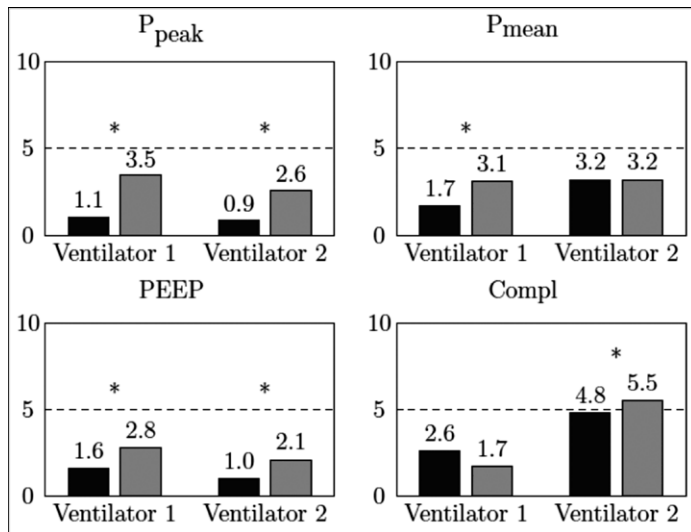 P_peak
10
5
0
*
*
1.1
3.5
0.9
2.6
Ventilator 1
Ventilator 2
P_mean
10
5
0
*
1.7
3.1
3.2
3.2
Ventilator 1
Ventilator 2
PEEP
10
5
0
*
*
1.6
2.8
1.0
2.1
Ventilator 1
Ventilator 2
Compl
10
5
0
*
2.6
1.7
4.8
5.5
Ventilator 1
Ventilator 2